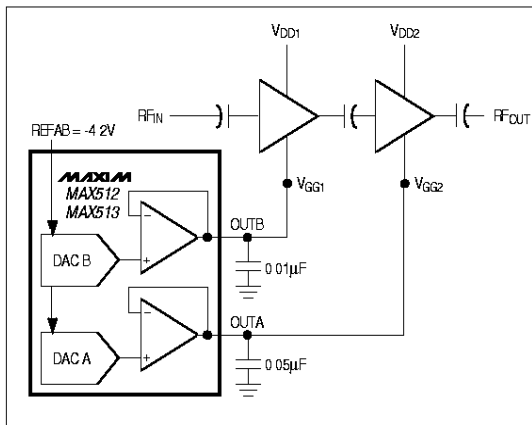 VDD1 VDD2
RFIN RFOUT
REFAB = -4 2V
MAXIM
MAX512
MAX513
VGG1 VGG2
OUTB
DAC B
-
+
0 01µF
OUTA
DAC A
-
+
0 05µF